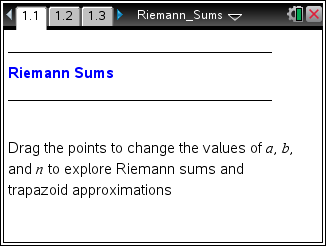 1.1 1.2 1.3 Riemann_Sums
Riemann Sums
Drag the points to change the values of a, b,
and n to explore Riemann sums and
trapazoid approximations